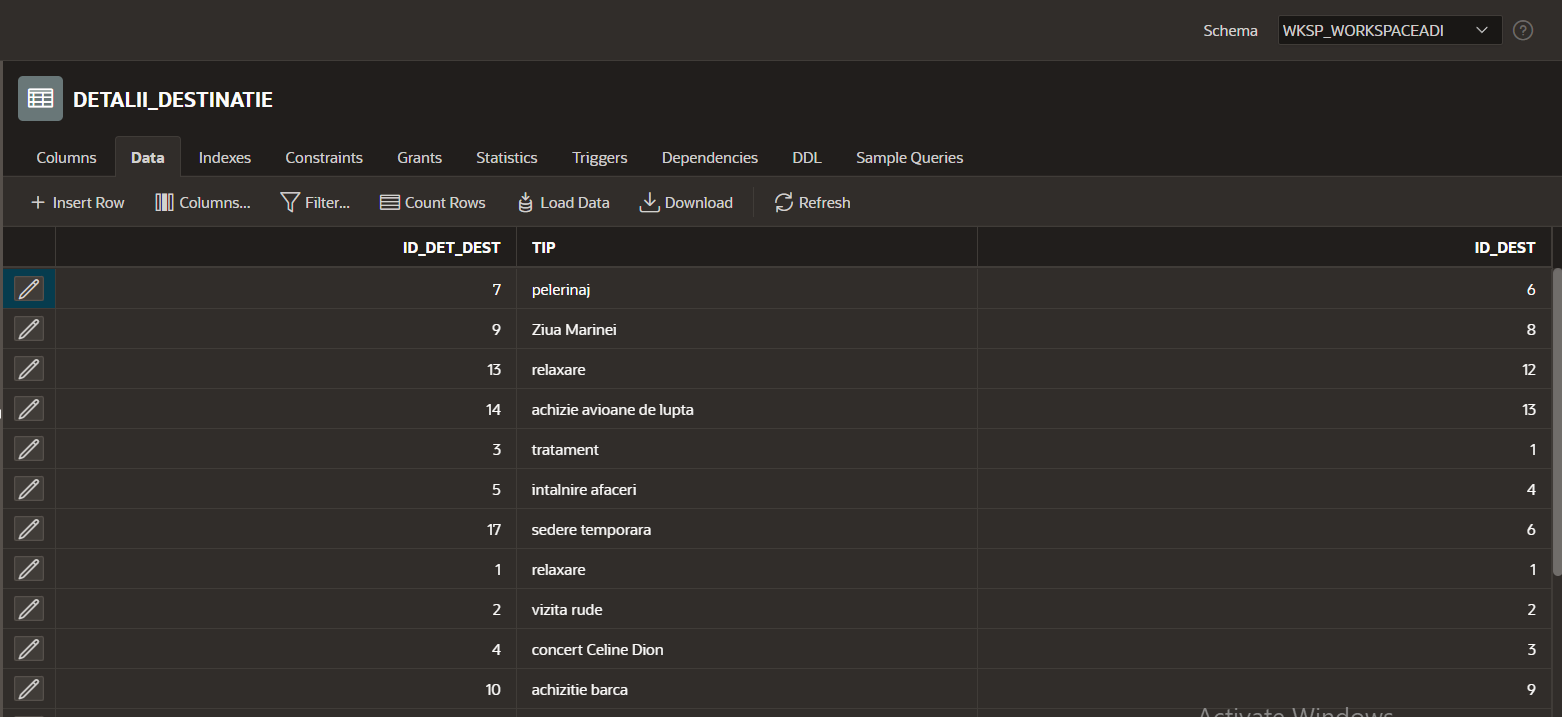 Schema WKSP_WORKSPACEADI ?
DETALII_DESTINATIE
Columns Data Indexes Constraints Grants Statistics Triggers Dependencies DDL Sample Queries
+ Insert Row Columns... Filter... Count Rows Load Data Download Refresh
ID_DET_DEST TIP ID_DEST
7 pelerinaj 6
9 Ziua Marinei 8
13 relaxare 12
14 achizie avioane de lupta 13
3 tratament 1
5 intalnire afaceri 4
17 sedere temporara 6
1 relaxare 1
2 vizita rude 2
4 concert Celine Dion 3
10 achizitie barca 9
Activate Windows